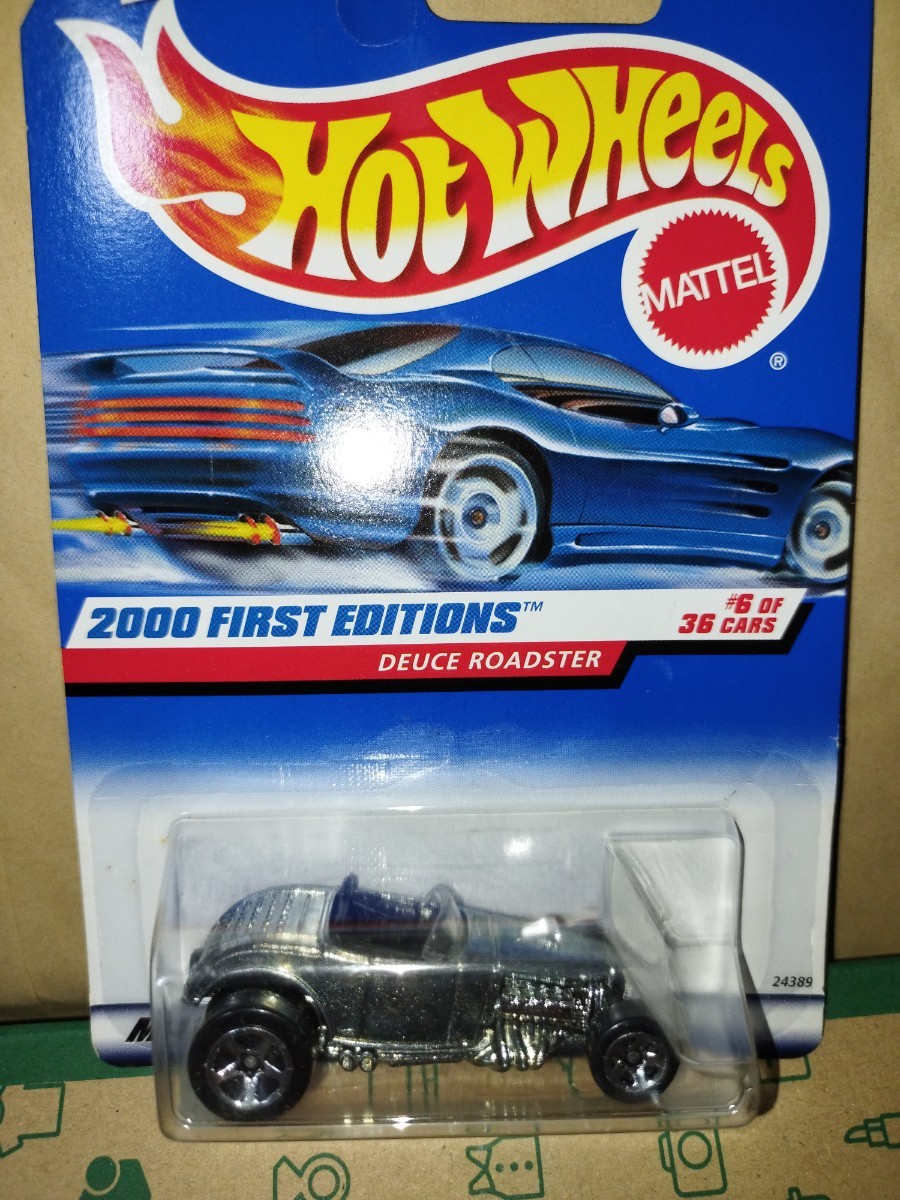 Hot Wheels
MATTEL
®
2000 FIRST EDITIONS™
#6 OF
36 CARS
DEUCE ROADSTER
24389